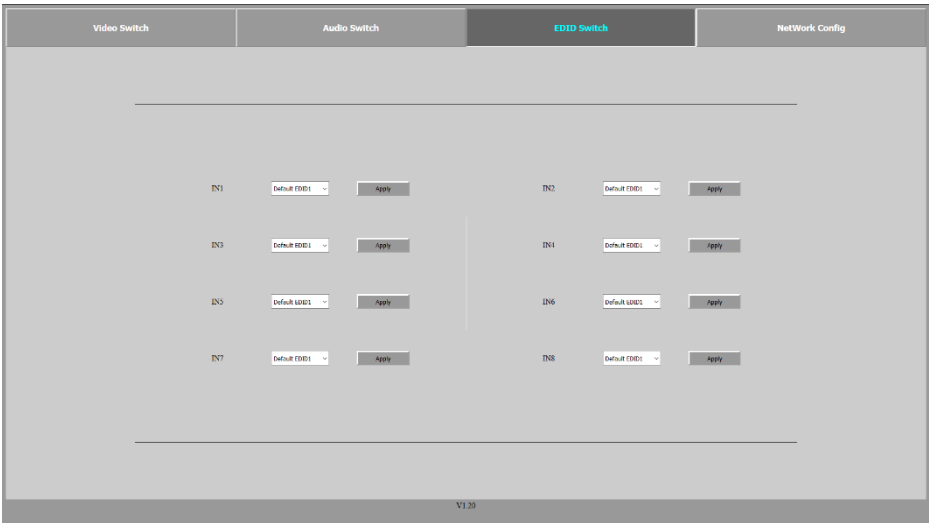 Video Switch Audio Switch EDID Switch NetWork Config
IN1 Default EDID1 Apply IN2 Default EDID1 Apply
IN3 Default EDID1 Apply IN4 Default EDID1 Apply
IN5 Default EDID1 Apply IN6 Default EDID1 Apply
IN7 Default EDID1 Apply IN8 Default EDID1 Apply
V1.20